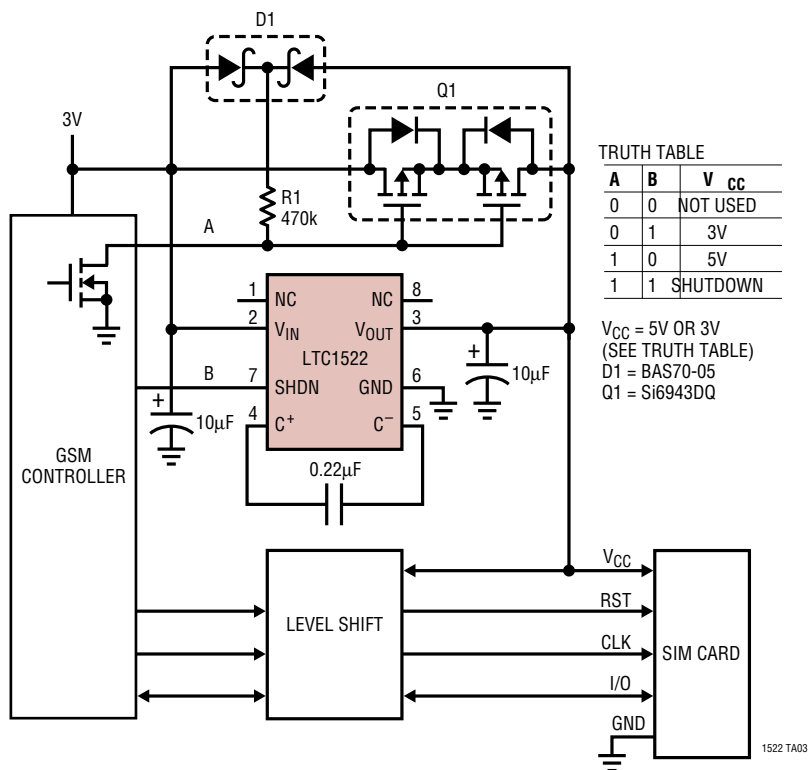 D1
Q1
3V
TRUTH TABLE
A B V CC
0 0 NOT USED
0 1 3V
1 0 5V
1 1 SHUTDOWN
R1
470k
A
1 NC NC 8
2 VIN VOUT 3
LTC1522
B 7 SHDN GND 6
4 C+ C– 5
+
10µF
+
10µF
VCC = 5V OR 3V
(SEE TRUTH TABLE)
D1 = BAS70-05
Q1 = Si6943DQ
0.22µF
GSM
CONTROLLER
LEVEL SHIFT
VCC
RST
CLK
I/O
GND
SIM CARD
1522 TA03